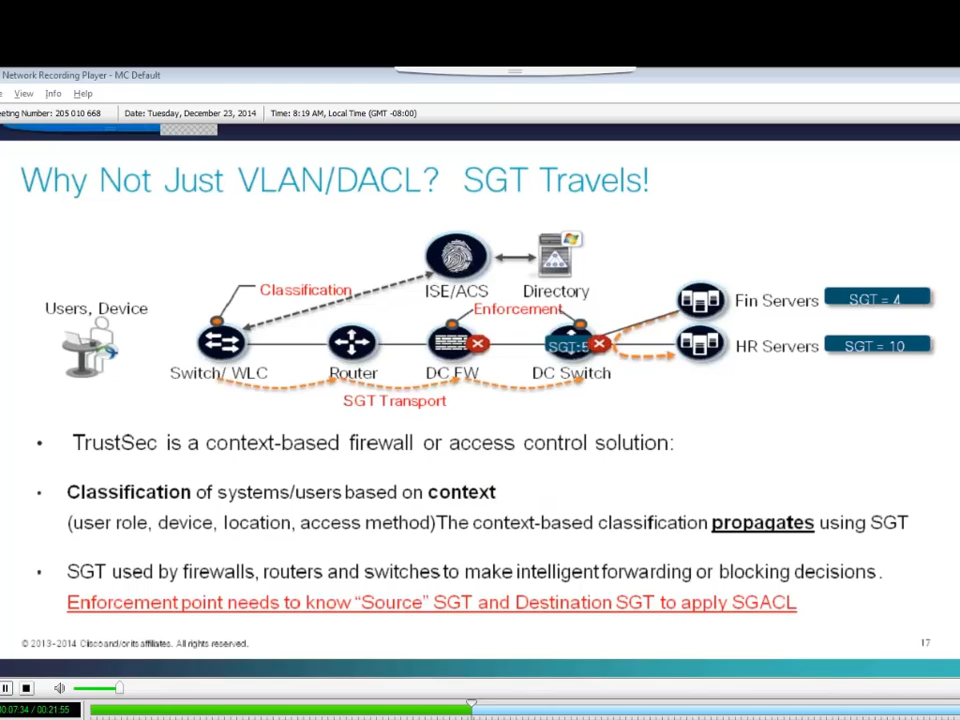 Network Recording Player - MC Default
View Info Help
eeting Number: 205 010 668 Date: Tuesday, December 23, 2014 Time: 8:19 AM, Local Time (GMT -08:00)
Why Not Just VLAN/DACL? SGT Travels!
Classification
ISE/ACS
Directory
Users, Device
Enforcement
Fin Servers
SGT = 4
SGT:5
HR Servers
SGT = 10
Switch/ WLC
Router
DC FW
DC Switch
SGT Transport
• TrustSec is a context-based firewall or access control solution:
• Classification of systems/users based on context
(user role, device, location, access method)The context-based classification propagates using SGT
• SGT used by firewalls, routers and switches to make intelligent forwarding or blocking decisions.
Enforcement point needs to know “Source” SGT and Destination SGT to apply SGACL
© 2013-2014 Cisco and/or its affiliates. All rights reserved.
17
00:07:34 / 00:21:55